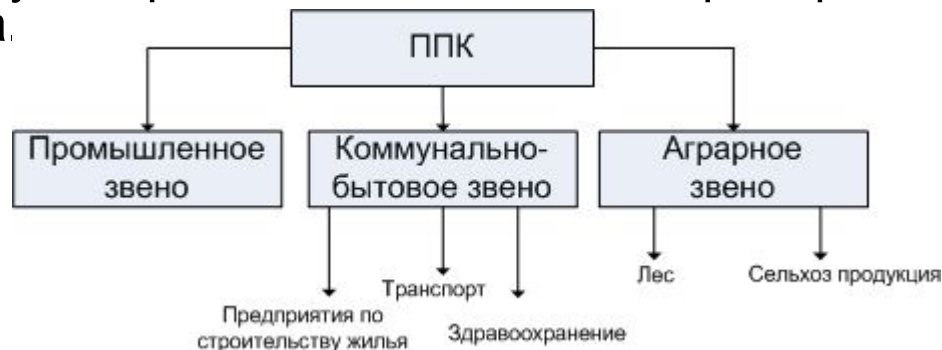 ППК
Промышленное
звено
Коммунально-
бытовое звено
Аграрное
звено
Предприятия по
строительству жилья
Транспорт
Здравоохранение
Лес
Сельхоз продукция